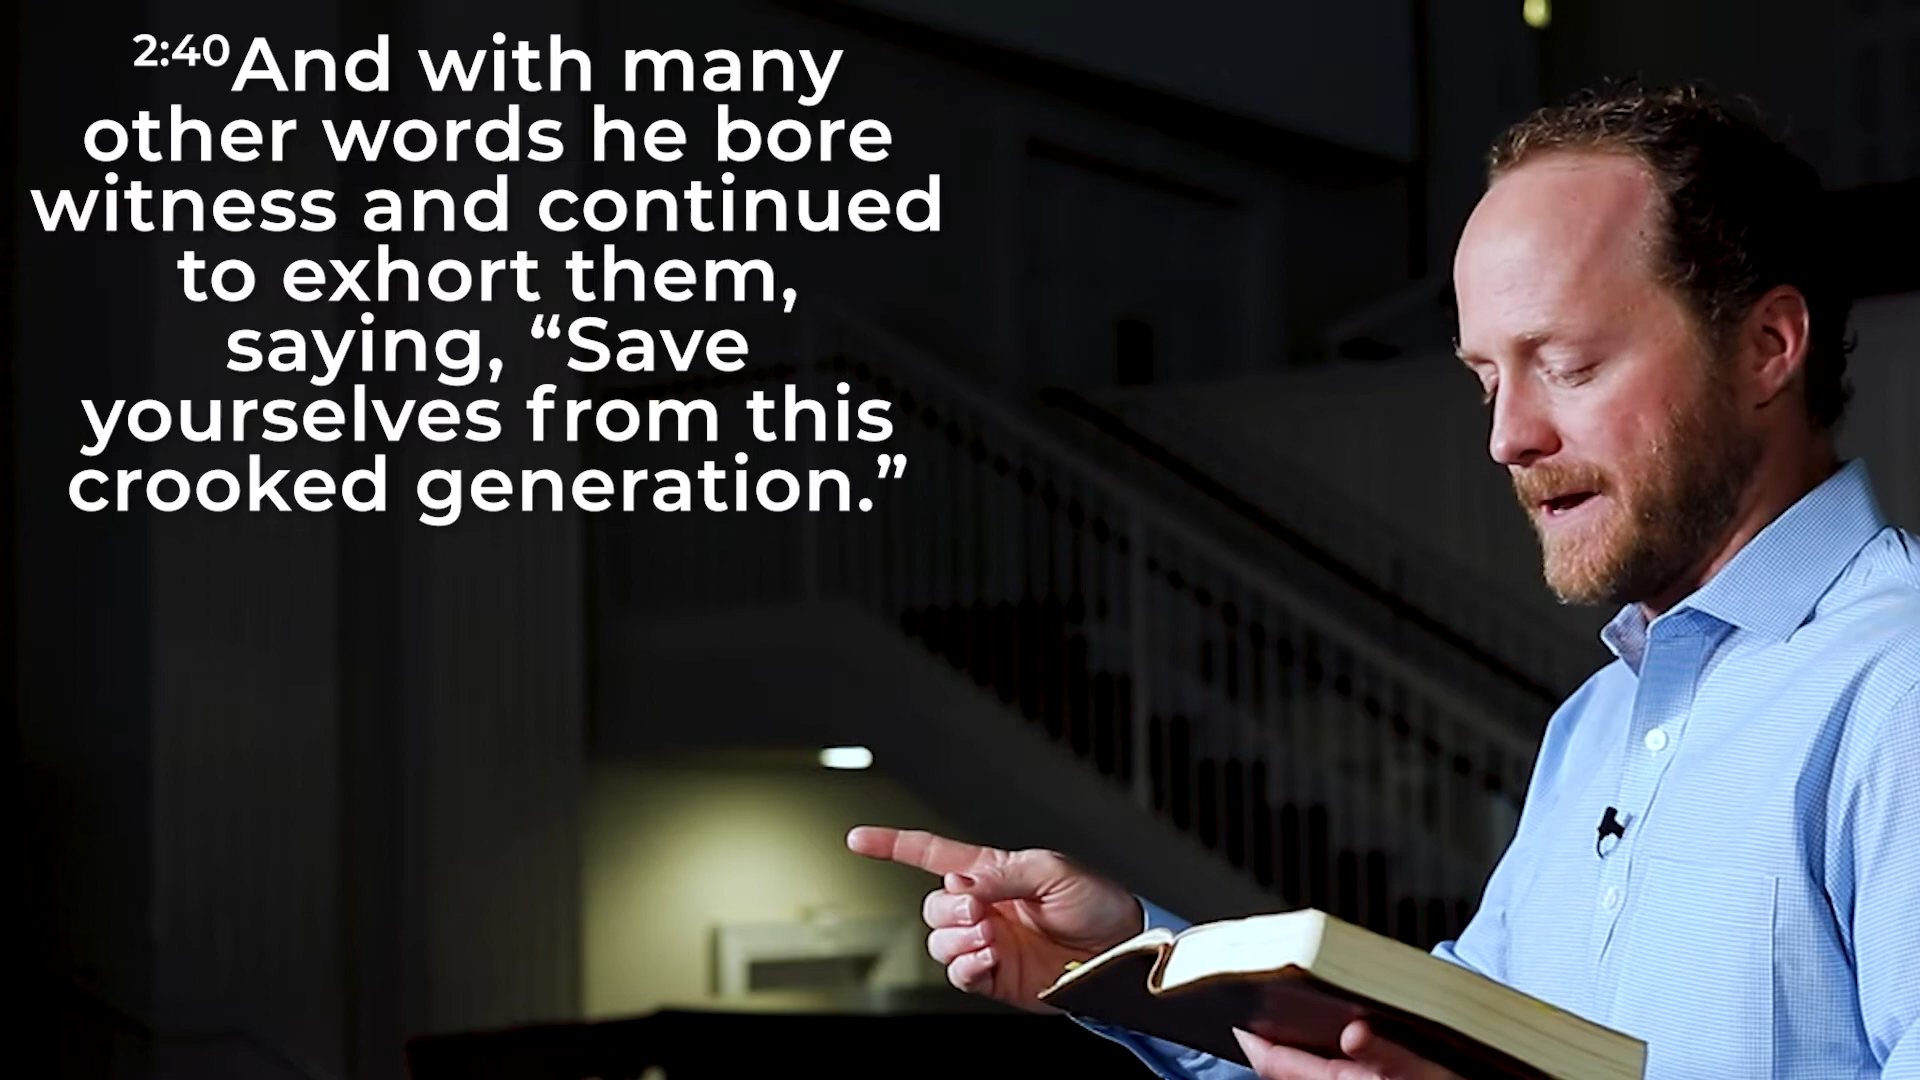 2:40And with many
other words he bore
witness and continued
to exhort them,
saying, “Save
yourselves from this
crooked generation.”